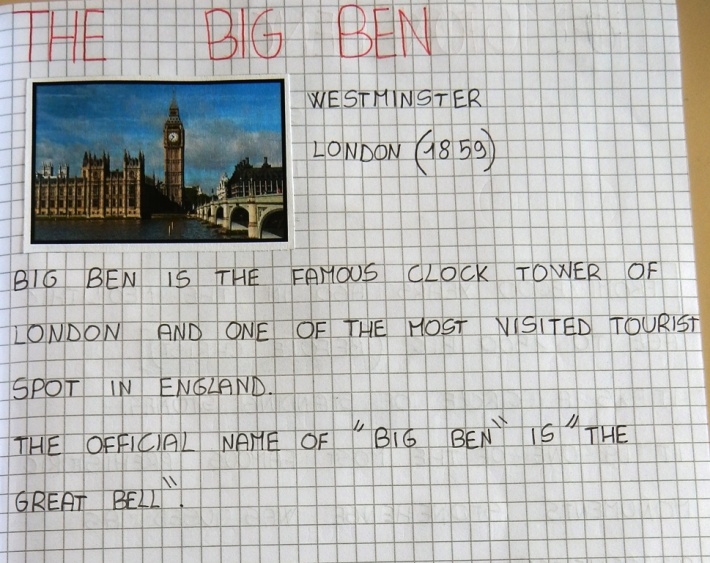 THE BIG BEN
WESTMINSTER
LONDON (1859)
BIG BEN IS THE FAMOUS CLOCK TOWER OF
LONDON AND ONE OF THE MOST VISITED TOURIST
SPOT IN ENGLAND.
THE OFFICIAL NAME OF "BIG BEN" IS "THE
GREAT BELL".